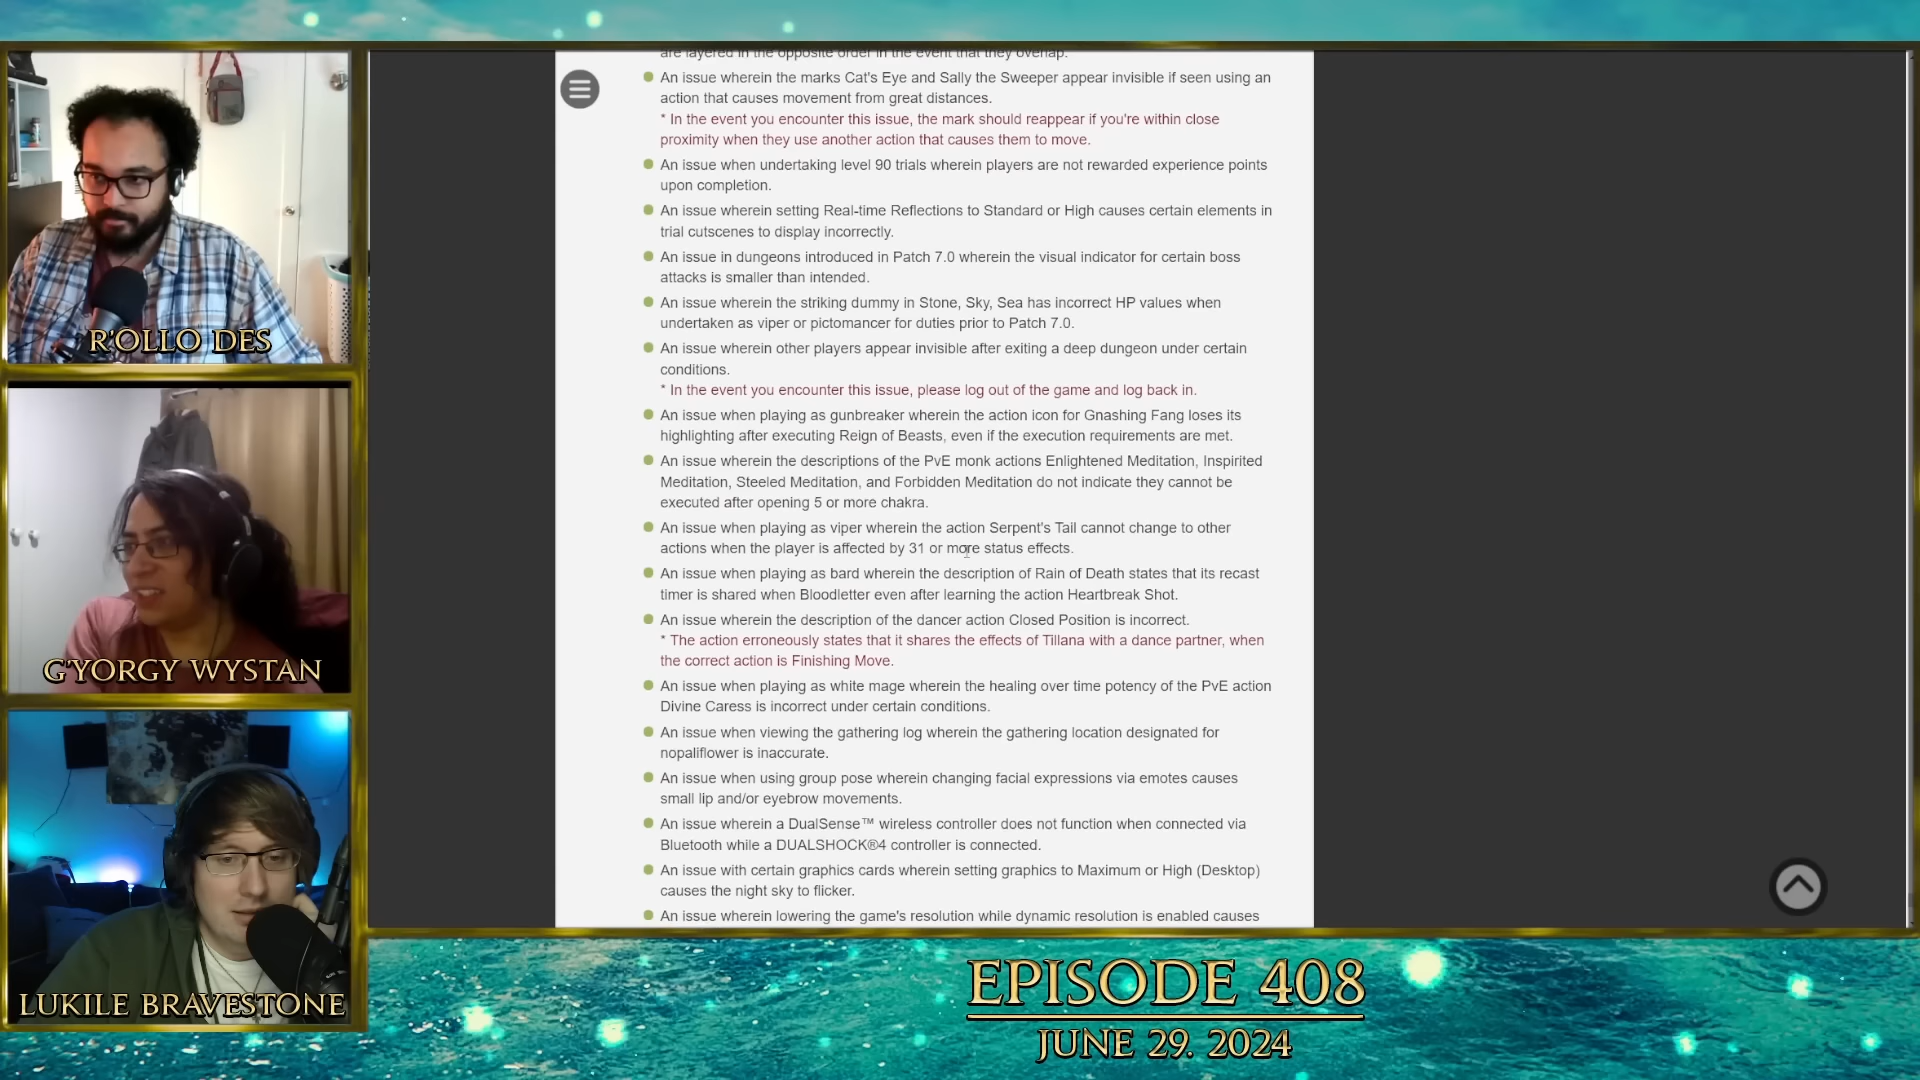 are layered in the opposite order in the event that they overlap.
An issue wherein the marks Cat's Eye and Sally the Sweeper appear invisible if seen using an
action that causes movement from great distances.
* In the event you encounter this issue, the mark should reappear if you're within close
proximity when they use another action that causes them to move.
An issue when undertaking level 90 trials wherein players are not rewarded experience points
upon completion.
An issue wherein setting Real-time Reflections to Standard or High causes certain elements in
trial cutscenes to display incorrectly.
An issue in dungeons introduced in Patch 7.0 wherein the visual indicator for certain boss
attacks is smaller than intended.
An issue wherein the striking dummy in Stone, Sky, Sea has incorrect HP values when
undertaken as viper or pictomancer for duties prior to Patch 7.0.
An issue wherein other players appear invisible after exiting a deep dungeon under certain
conditions.
* In the event you encounter this issue, please log out of the game and log back in.
An issue when playing as gunbreaker wherein the action icon for Gnashing Fang loses its
highlighting after executing Reign of Beasts, even if the execution requirements are met.
An issue wherein the descriptions of the PvE monk actions Enlightened Meditation, Inspirited
Meditation, Steeled Meditation, and Forbidden Meditation do not indicate they cannot be
executed after opening 5 or more chakra.
An issue when playing as viper wherein the action Serpent's Tail cannot change to other
actions when the player is affected by 31 or more status effects.
An issue when playing as bard wherein the description of Rain of Death states that its recast
timer is shared when Bloodletter even after learning the action Heartbreak Shot.
An issue wherein the description of the dancer action Closed Position is incorrect.
* The action erroneously states that it shares the effects of Tillana with a dance partner, when
the correct action is Finishing Move.
An issue when playing as white mage wherein the healing over time potency of the PvE action
Divine Caress is incorrect under certain conditions.
An issue when viewing the gathering log wherein the gathering location designated for
nopaliflower is inaccurate.
An issue when using group pose wherein changing facial expressions via emotes causes
small lip and/or eyebrow movements.
An issue wherein a DualSense™ wireless controller does not function when connected via
Bluetooth while a DUALSHOCK®4 controller is connected.
An issue with certain graphics cards wherein setting graphics to Maximum or High (Desktop)
causes the night sky to flicker.
An issue wherein lowering the game's resolution while dynamic resolution is enabled causes
R'OLLO DES
G'YORGY WYSTAN
LUKILE BRAVESTONE
EPISODE 408
JUNE 29. 2024